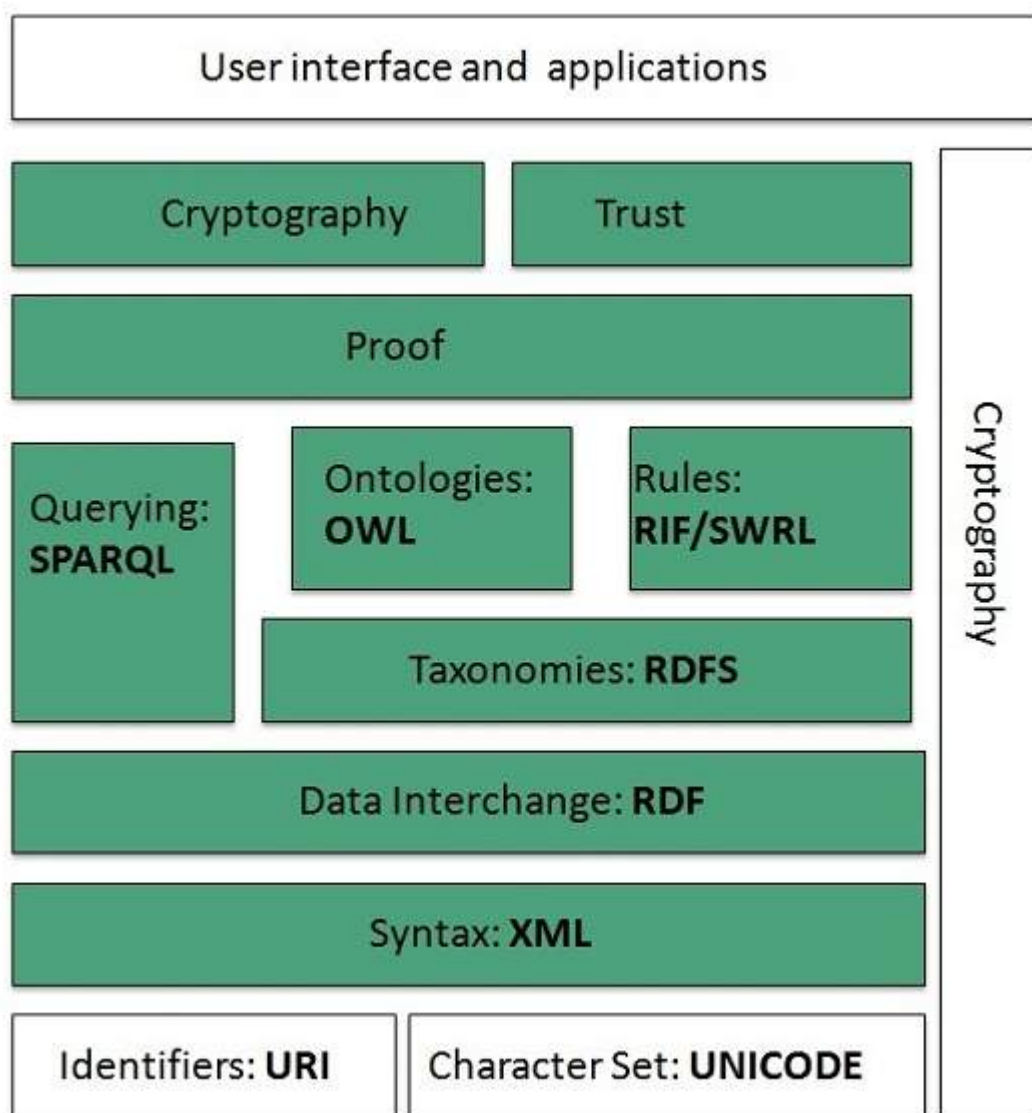 User interface and applications
Cryptography
Trust
Proof
Querying:
SPARQL
Ontologies:
OWL
Rules:
RIF/SWRL
Taxonomies: RDFS
Data Interchange: RDF
Syntax: XML
Identifiers: URI
Character Set: UNICODE
Cryptography